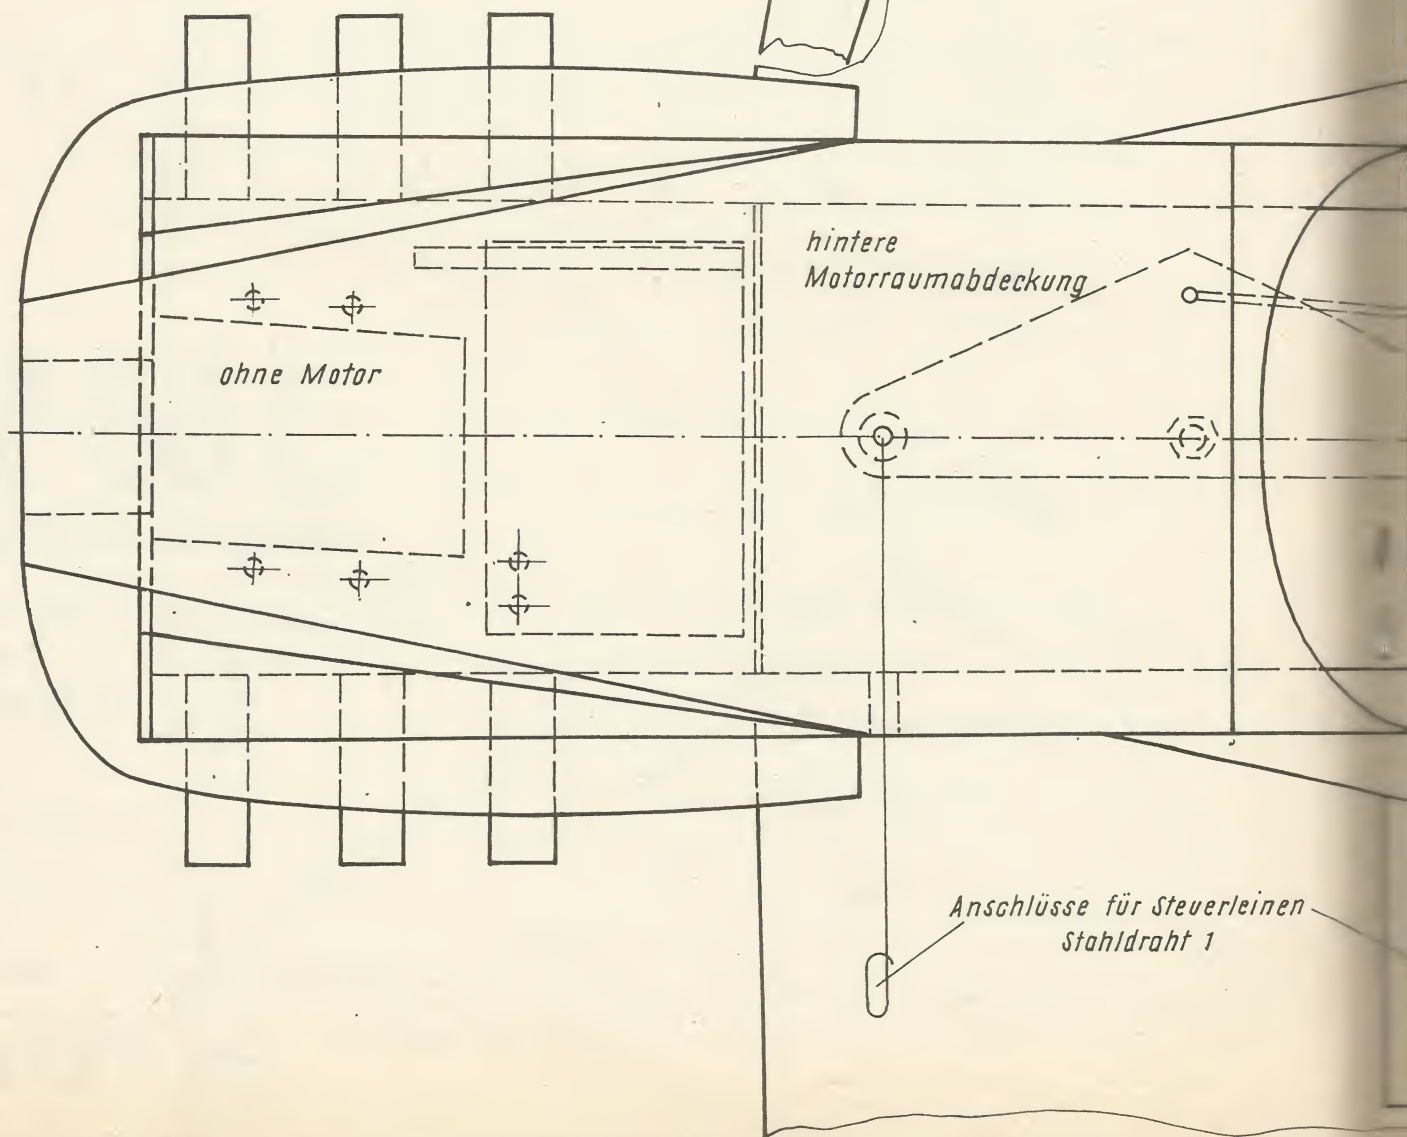 hintere
Motorraumabdeckung
ohne Motor
Anschlüsse für Steuerleinen
Stahldraht 1